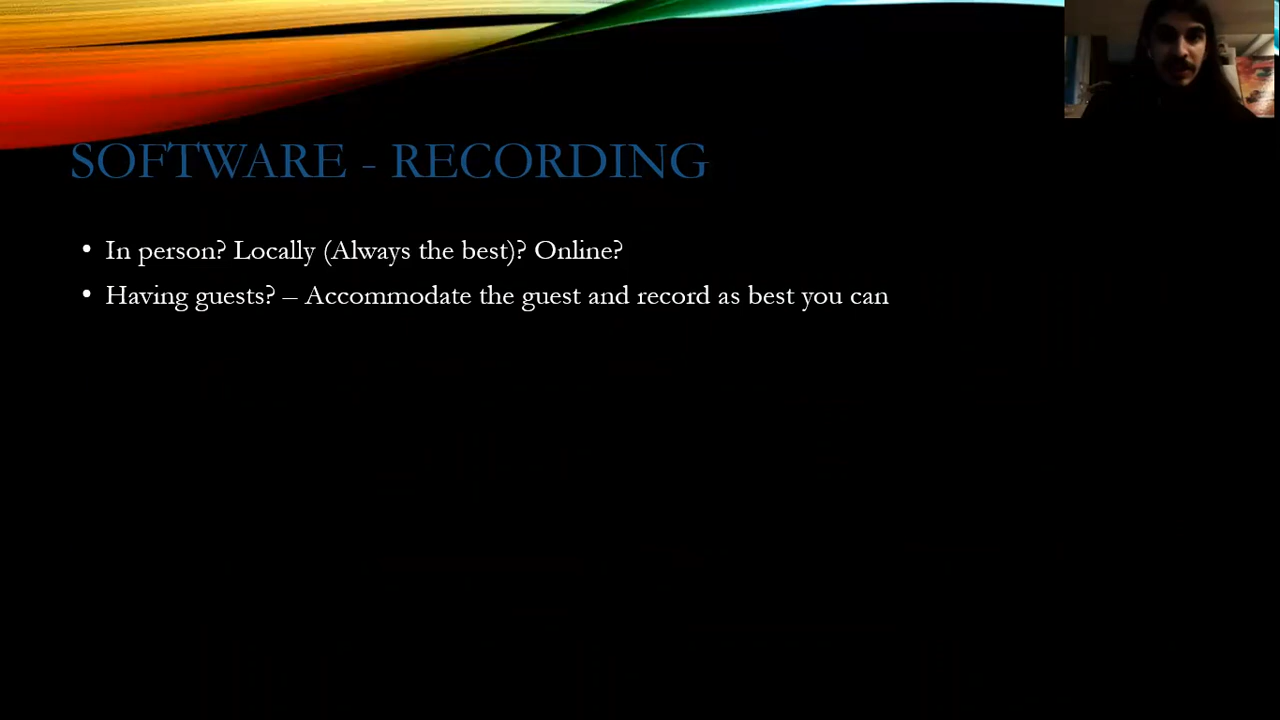 SOFTWARE - RECORDING
• In person? Locally (Always the best)? Online?
• Having guests? – Accommodate the guest and record as best you can